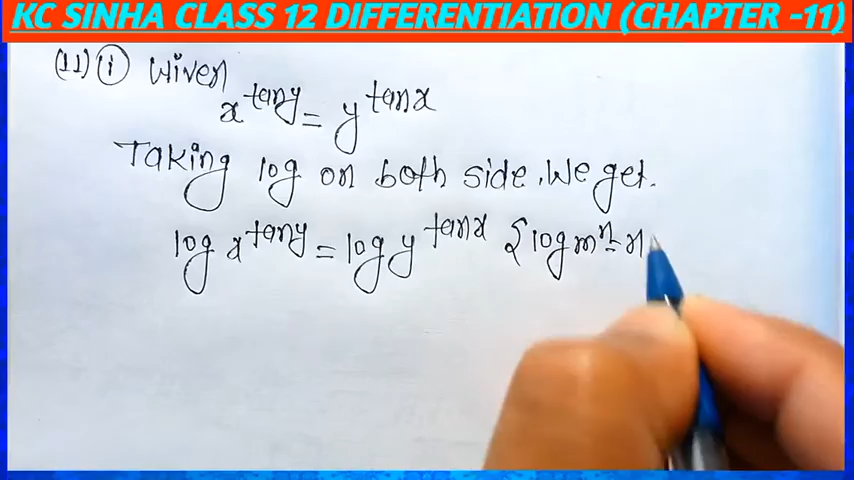 KC SINHA CLASS 12 DIFFERENTIATION (CHAPTER -11)
(11) (i) Given
x^tany = y^tanx
Taking log on both side. We get.
log x^tany = log y^tanx {log m^n = n